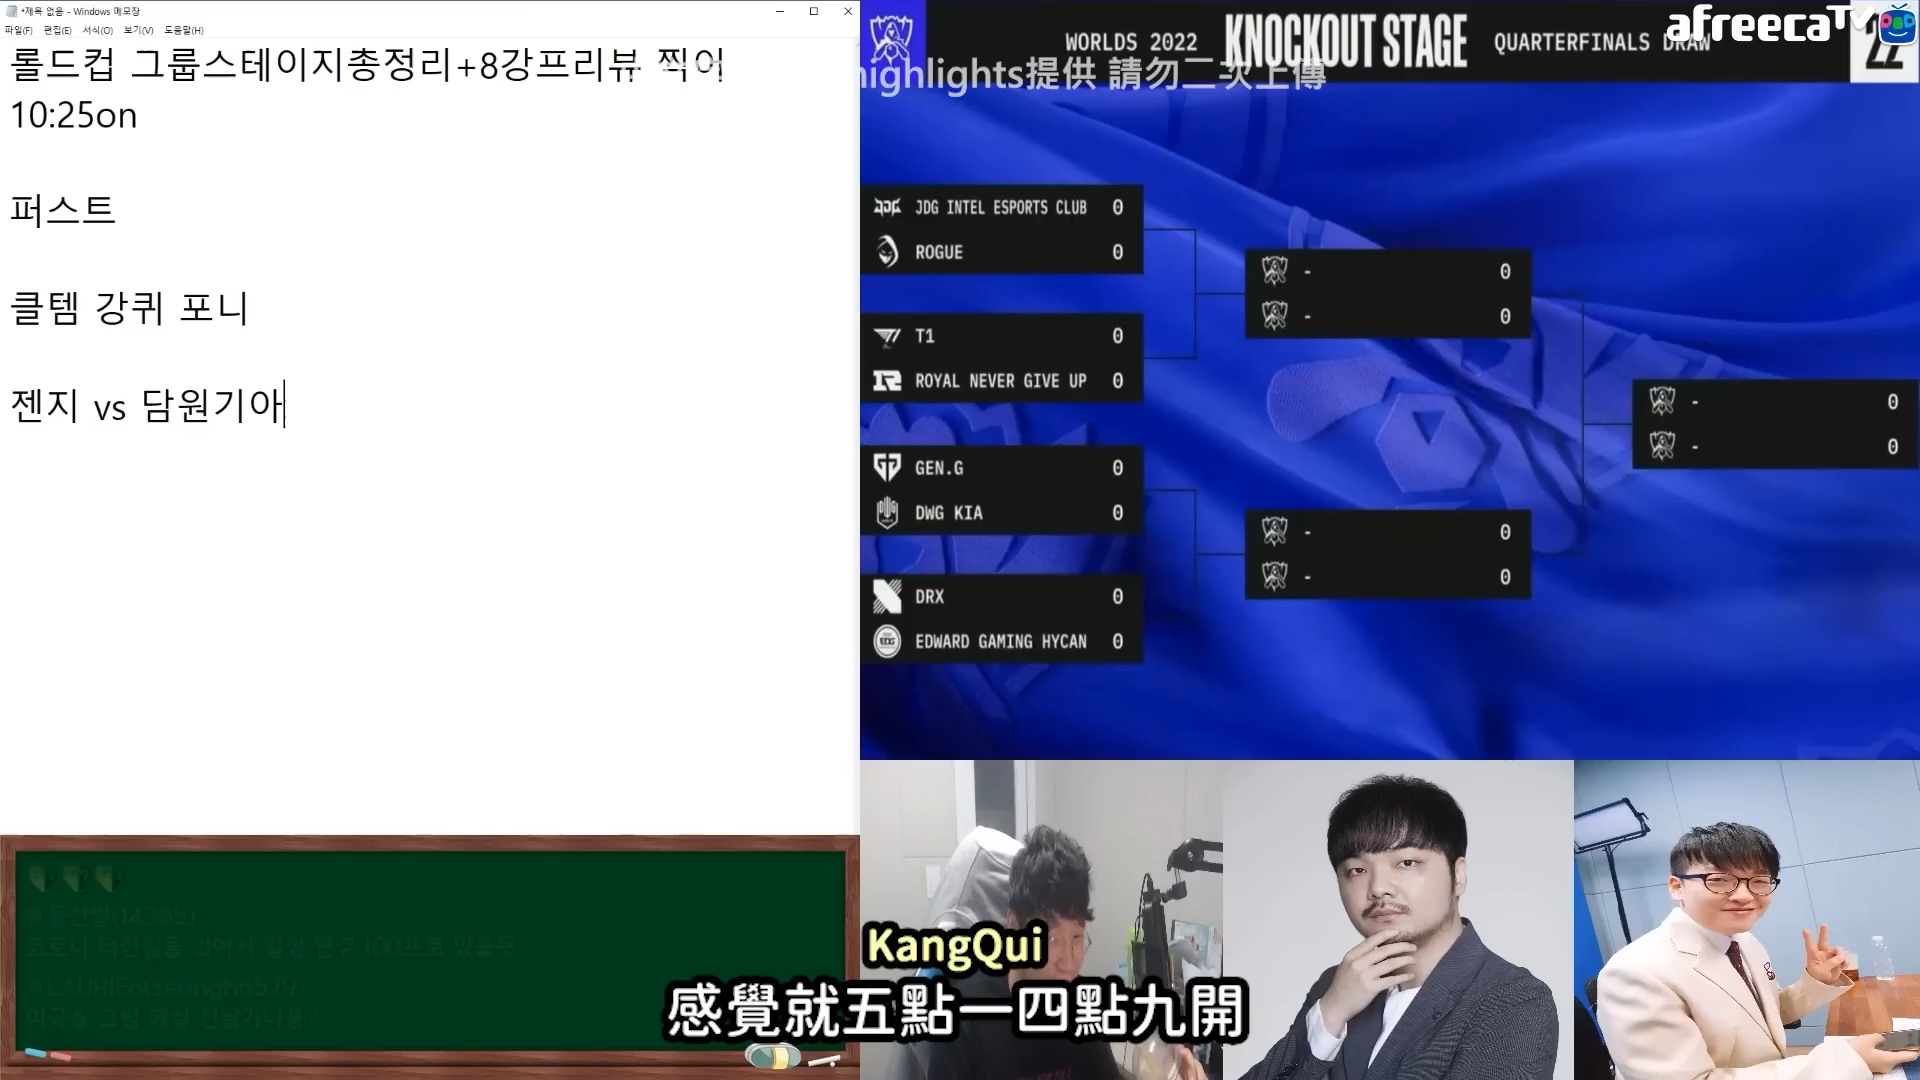 *제목 없음 - Windows 메모장
파일(F) 편집(E) 서식(O) 보기(V) 도움말(H)
롤드컵 그룹스테이지총정리+8강프리뷰 찍어
10:25on
퍼스트
클템 강퀴 포니
젠지 vs 담원기아
WORLDS 2022 KNOCKOUT STAGE QUARTERFINALS DRAW
afreecaTV
22
highlights提供 請勿二次上傳
JDG INTEL ESPORTS CLUB 0
ROGUE 0
T1 0
ROYAL NEVER GIVE UP 0
GEN.G 0
DWG KIA 0
DRX 0
EDWARD GAMING HYCAN 0
- 0
- 0
- 0
- 0
- 0
- 0
KangQui
感覺就五點一四點九開